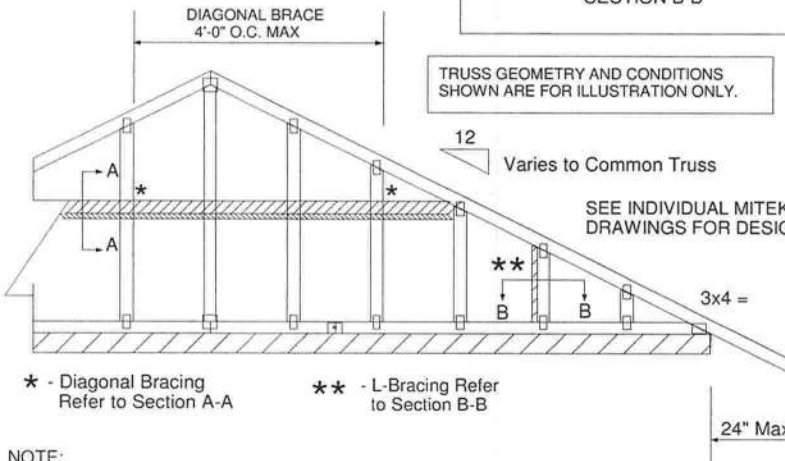 SECTION B-B
DIAGONAL BRACE
4'-0" O.C. MAX
TRUSS GEOMETRY AND CONDITIONS
SHOWN ARE FOR ILLUSTRATION ONLY.
12
Varies to Common Truss
A
*
*
SEE INDIVIDUAL MITEK
DRAWINGS FOR DESIG
A
**
B
B
3x4 =
* - Diagonal Bracing
Refer to Section A-A
** - L-Bracing Refer
to Section B-B
24" Max
NOTE: